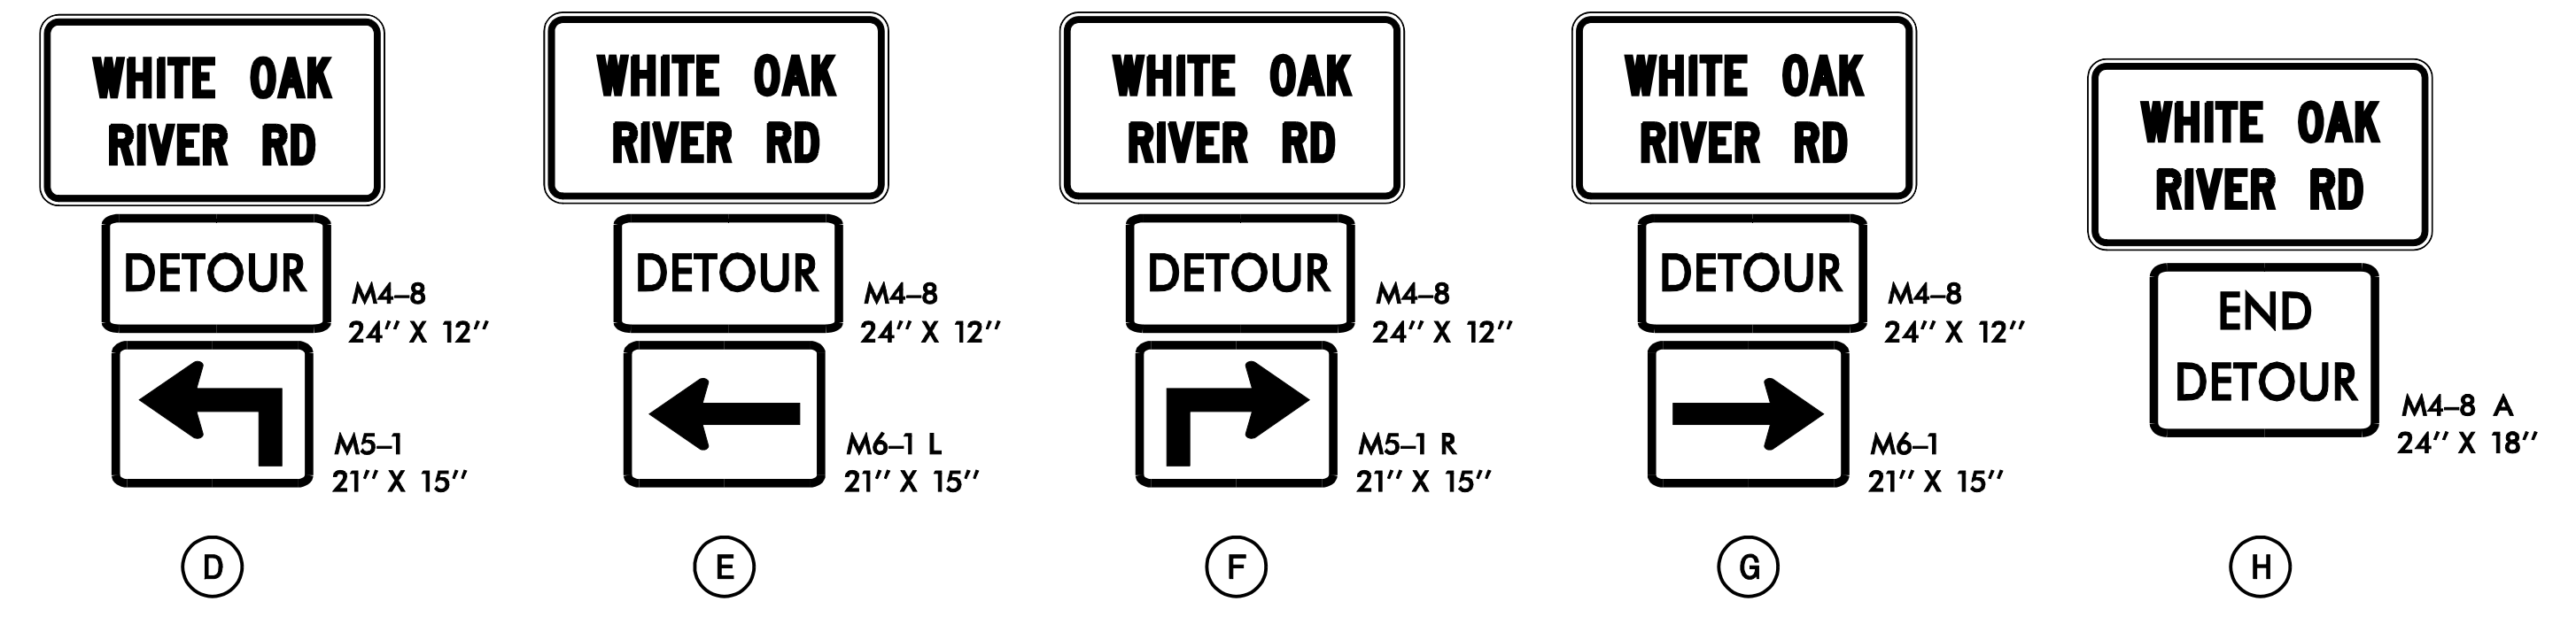 WHITE OAK
RIVER RD
DETOUR
M4-8
24" X 12"
M5-1
21" X 15"
D
WHITE OAK
RIVER RD
DETOUR
M4-8
24" X 12"
M6-1 L
21" X 15"
E
WHITE OAK
RIVER RD
DETOUR
M4-8
24" X 12"
M5-1 R
21" X 15"
F
WHITE OAK
RIVER RD
DETOUR
M4-8
24" X 12"
M6-1
21" X 15"
G
WHITE OAK
RIVER RD
END
DETOUR
M4-8 A
24" X 18"
H